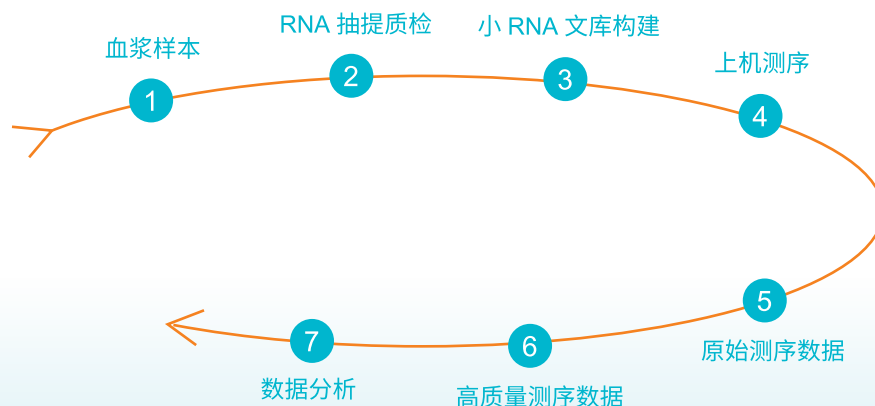 血浆样本
1
RNA 抽提质检
2
小 RNA 文库构建
3
上机测序
4
5
原始测序数据
6
高质量测序数据
7
数据分析